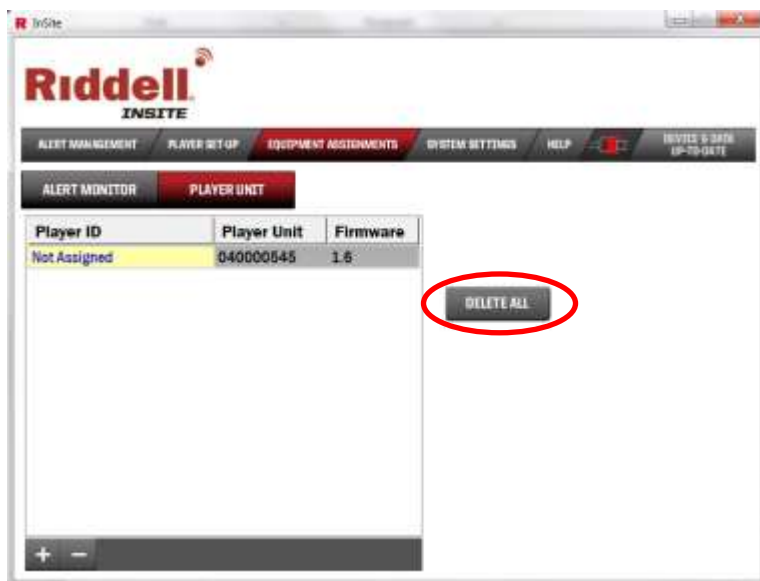 R InSite
Riddell
INSITE
ALERT MANAGEMENT PLAYER SET-UP EQUIPMENT ASSIGNMENTS SYSTEM SETTINGS HELP DEVICE & DATA
UP-TO-DATE
ALERT MONITOR PLAYER UNIT
Player ID Player Unit Firmware
Not Assigned 040000545 1.6
DELETE ALL
+ −